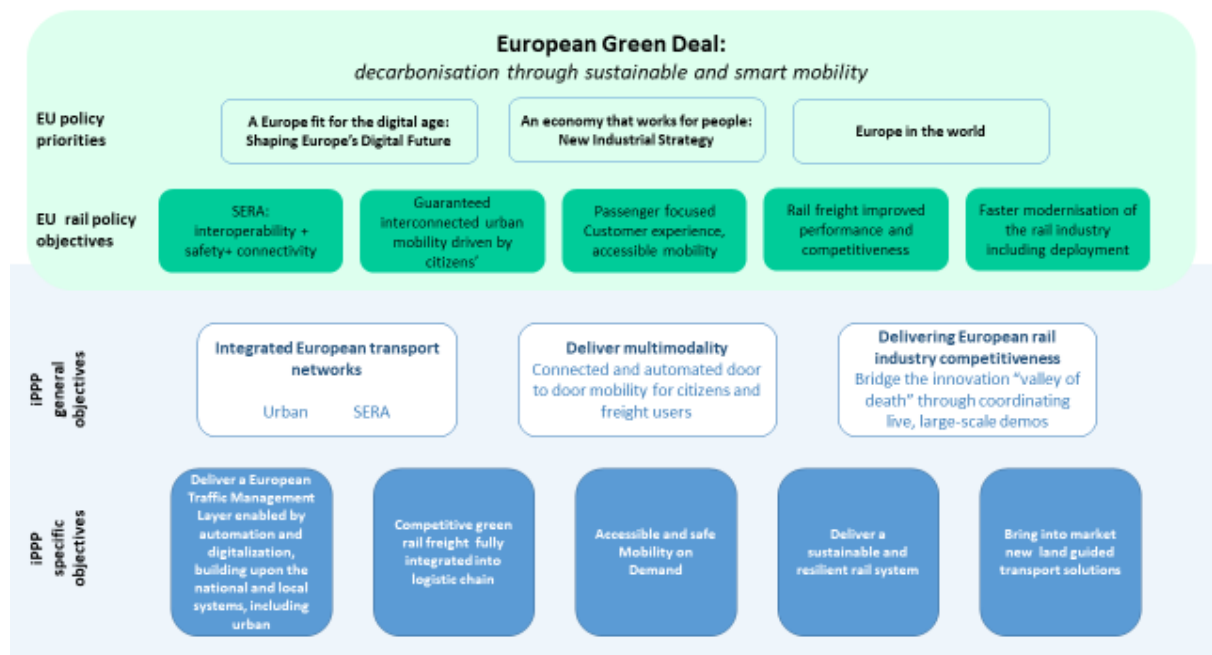 European Green Deal:
decarbonisation through sustainable and smart mobility
EU policy
priorities
A Europe fit for the digital age:
Shaping Europe's Digital Future
An economy that works for people:
New Industrial Strategy
Europe in the world
EU rail policy
objectives
SERA:
interoperability +
safety+ connectivity
Guaranteed
interconnected urban
mobility driven by
citizens'
Passenger focused
Customer experience,
accessible mobility
Rail freight improved
performance and
competitiveness
Faster modernisation of
the rail industry
including deployment
iPPP
general
objectives
Integrated European transport
networks
Urban SERA
Deliver multimodality
Connected and automated door
to door mobility for citizens and
freight users
Delivering European rail
industry competitiveness
Bridge the innovation “valley of
death” through coordinating
live, large-scale demos
iPPP
specific
objectives
Deliver a European
Traffic Management
Layer enabled by
automation and
digitalization,
building upon the
national and local
systems, including
urban
Competitive green
rail freight fully
integrated into
logistic chain
Accessible and safe
Mobility on
Demand
Deliver a
sustainable and
resilient rail system
Bring into market
new land guided
transport solutions